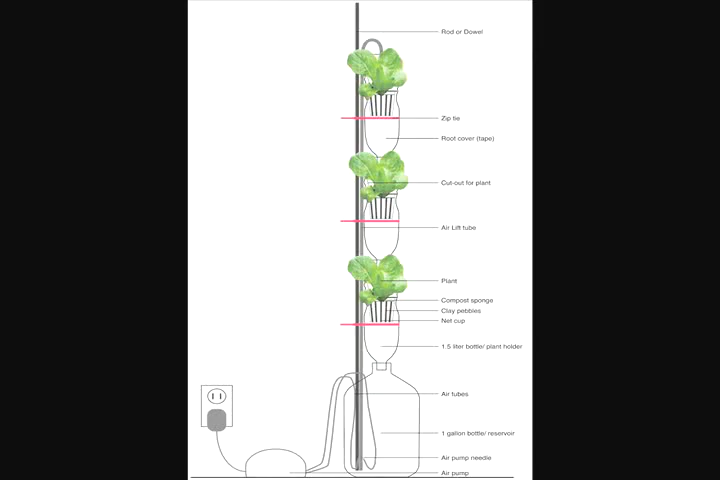 Rod or Dowel
Zip tie
Root cover (tape)
Cut-out for plant
Air Lift tube
Plant
Compost sponge
Clay pebbles
Net cup
1.5 liter bottle/ plant holder
Air tubes
1 gallon bottle/ reservoir
Air pump needle
Air pump